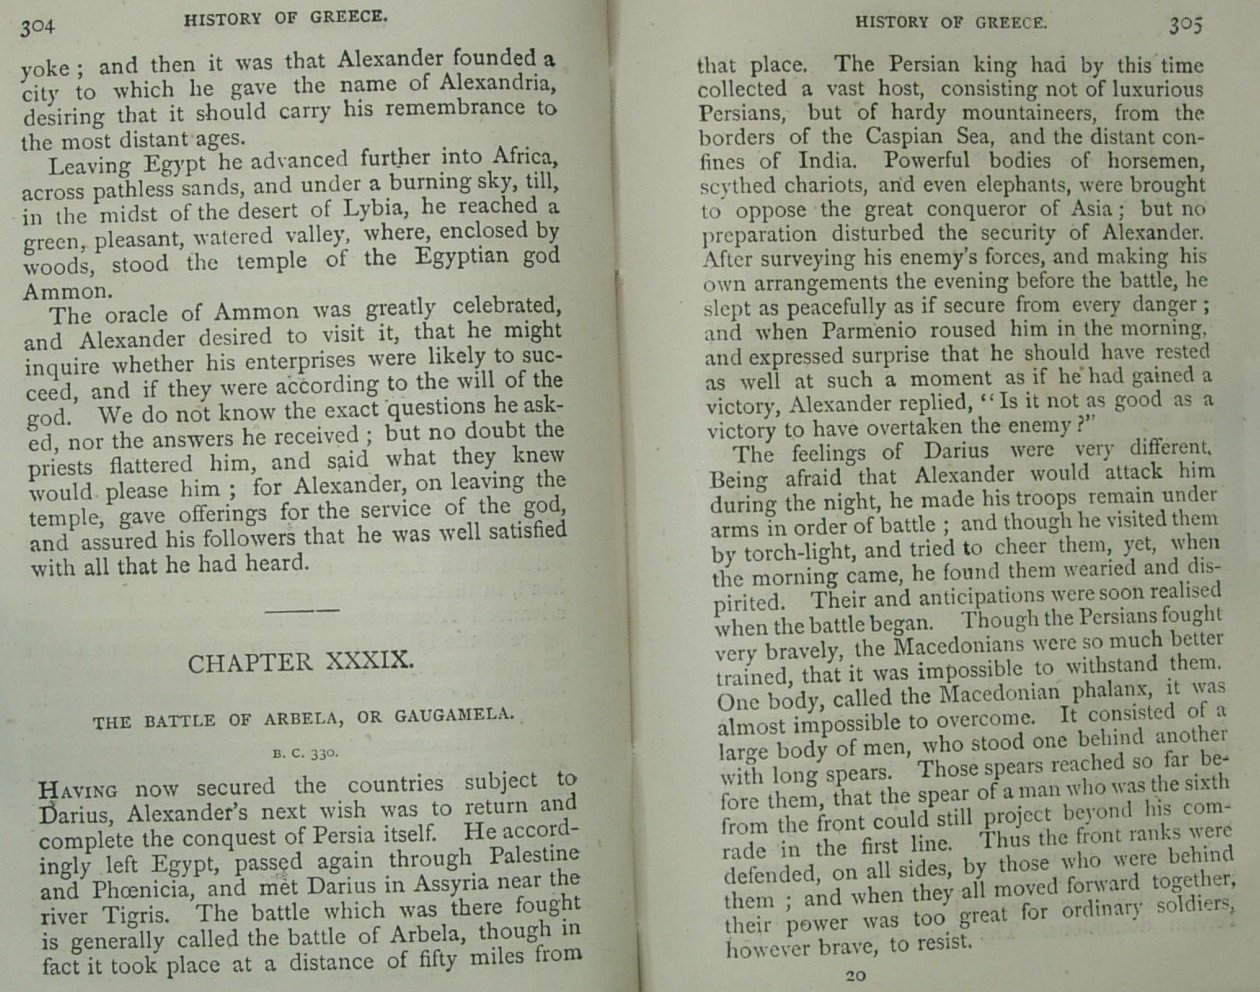 304
HISTORY OF GREECE.
yoke ; and then it was that Alexander founded a
city to which he gave the name of Alexandria,
desiring that it should carry his remembrance to
the most distant ages.
Leaving Egypt he advanced further into Africa,
across pathless sands, and under a burning sky, till,
in the midst of the desert of Lybia, he reached a
green, pleasant, watered valley, where, enclosed by
woods, stood the temple of the Egyptian god
Ammon.
The oracle of Ammon was greatly celebrated,
and Alexander desired to visit it, that he might
inquire whether his enterprises were likely to suc-
ceed, and if they were according to the will of the
god. We do not know the exact questions he ask-
ed, nor the answers he received ; but no doubt the
priests flattered him, and said what they knew
would please him ; for Alexander, on leaving the
temple, gave offerings for the service of the god,
and assured his followers that he was well satisfied
with all that he had heard.
CHAPTER XXXIX.
THE BATTLE OF ARBELA, OR GAUGAMELA.
B. C. 330.
HAVING now secured the countries subject to
Darius, Alexander's next wish was to return and
complete the conquest of Persia itself. He accord-
ingly left Egypt, passed again through Palestine
and Phœnicia, and met Darius in Assyria near the
river Tigris. The battle which was there fought
is generally called the battle of Arbela, though in
fact it took place at a distance of fifty miles from
HISTORY OF GREECE.
305
that place. The Persian king had by this time
collected a vast host, consisting not of luxurious
Persians, but of hardy mountaineers, from the
borders of the Caspian Sea, and the distant con-
fines of India. Powerful bodies of horsemen,
scythed chariots, and even elephants, were brought
to oppose the great conqueror of Asia ; but no
preparation disturbed the security of Alexander.
After surveying his enemy's forces, and making his
own arrangements the evening before the battle, he
slept as peacefully as if secure from every danger ;
and when Parmenio roused him in the morning,
and expressed surprise that he should have rested
as well at such a moment as if he had gained a
victory, Alexander replied, "Is it not as good as a
victory to have overtaken the enemy ?"
The feelings of Darius were very different.
Being afraid that Alexander would attack him
during the night, he made his troops remain under
arms in order of battle ; and though he visited them
by torch-light, and tried to cheer them, yet, when
the morning came, he found them wearied and dis-
pirited. Their and anticipations were soon realised
when the battle began. Though the Persians fought
very bravely, the Macedonians were so much better
trained, that it was impossible to withstand them.
One body, called the Macedonian phalanx, it was
almost impossible to overcome. It consisted of a
large body of men, who stood one behind another
with long spears. Those spears reached so far be-
fore them, that the spear of a man who was the sixth
from the front could still project beyond his com-
rade in the first line. Thus the front ranks were
defended, on all sides, by those who were behind
them ; and when they all moved forward together,
their power was too great for ordinary soldiers,
however brave, to resist.
20